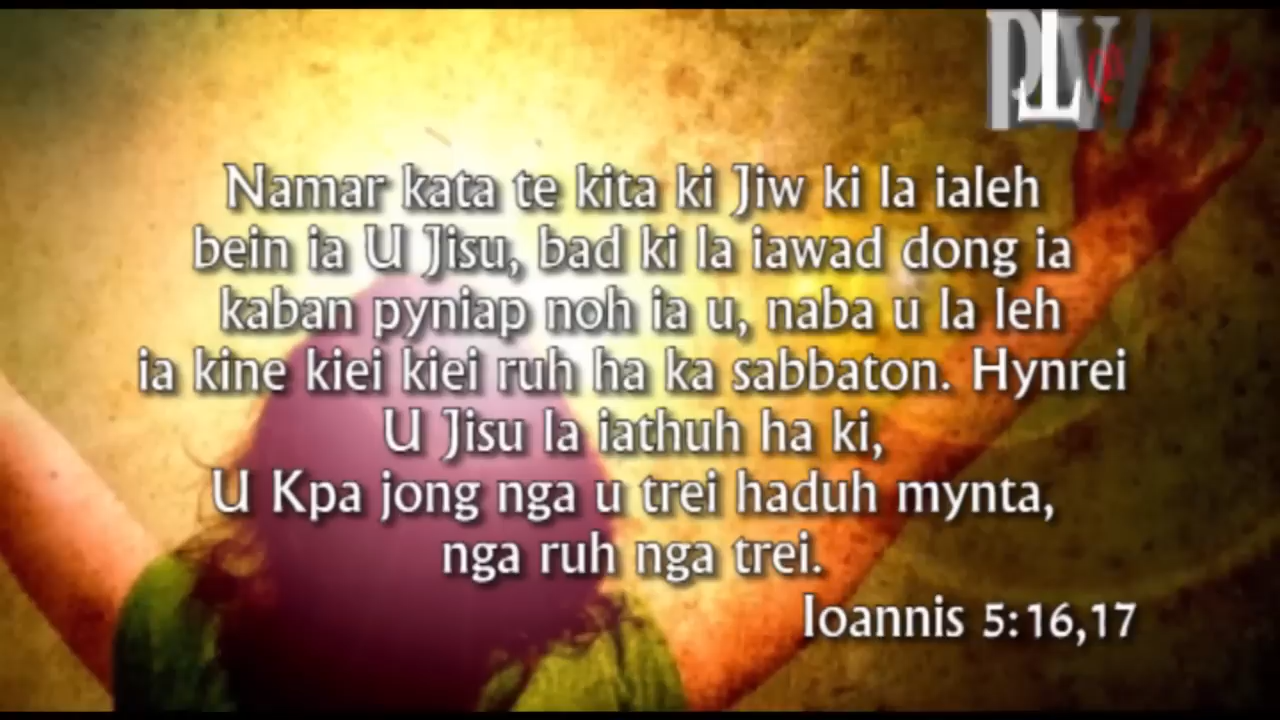 PLV
Namar kata te kita ki Jiw ki la ialeh
bein ia U Jisu, bad ki la iawad dong ia
kaban pyniap noh ia u, naba u la leh
ia kine kiei kiei ruh ha ka sabbaton. Hynrei
U Jisu la iathuh ha ki,
U Kpa jong nga u trei haduh mynta,
nga ruh nga trei.
Ioannis 5:16,17